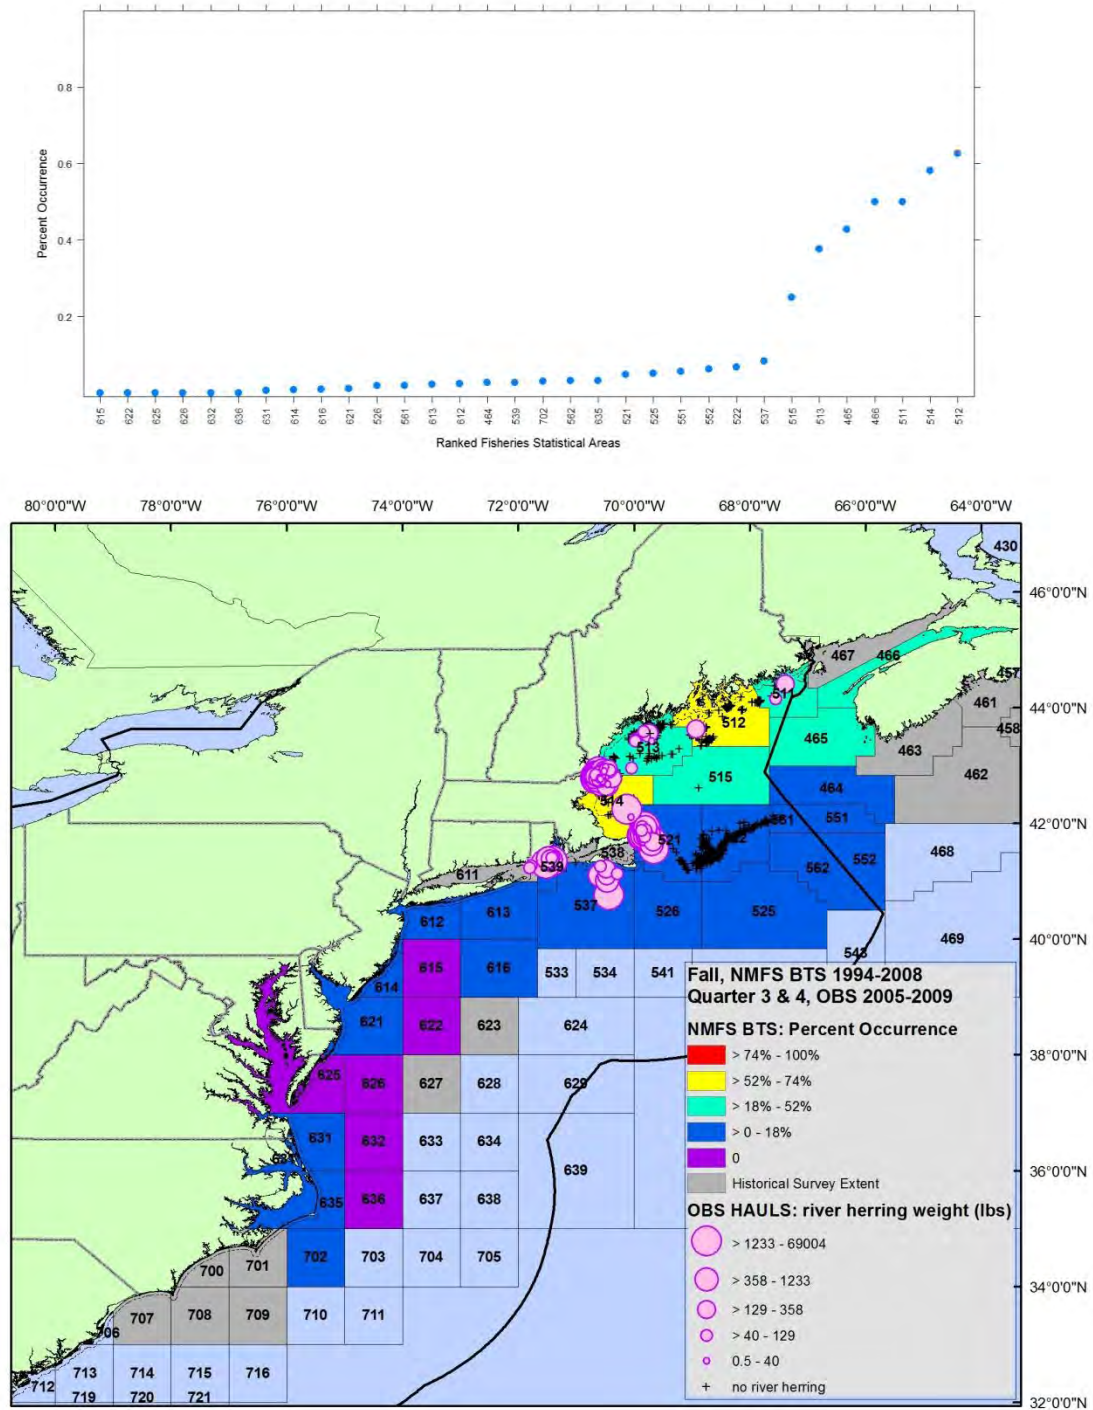 0.8
0.6
0.4
0.2
Percent Occurrence
615 622 625 626 632 636 631 614 616 621 526 561 613 612 464 539 702 562 635 521 525 551 552 522 537 515 513 465 466 511 514 512
Ranked Fisheries Statistical Areas
80°0'0"W 78°0'0"W 76°0'0"W 74°0'0"W 72°0'0"W 70°0'0"W 68°0'0"W 66°0'0"W 64°0'0"W
430
46°0'0"N
467 466 457
511 461
44°0'0"N
512 458
513 465 463
515 462
464
514
551
42°0'0"N
521 561
538 552 468
539 562
611
537 526 525
613
612
40°0'0"N
543 469
615 616 533 534 541
614
621 622 623 624
38°0'0"N
625 626 627 628 629
631 632 633 634
639
36°0'0"N
635 636 637 638
702 703 704 705
701
700
34°0'0"N
707 708 709 710 711
706
713 714 715 716
712
719 720 721
32°0'0"N
Fall, NMFS BTS 1994-2008
Quarter 3 & 4, OBS 2005-2009
NMFS BTS: Percent Occurrence
> 74% - 100%
> 52% - 74%
> 18% - 52%
> 0 - 18%
0
Historical Survey Extent
OBS HAULS: river herring weight (lbs)
> 1233 - 69004
> 358 - 1233
> 129 - 358
> 40 - 129
0.5 - 40
no river herring